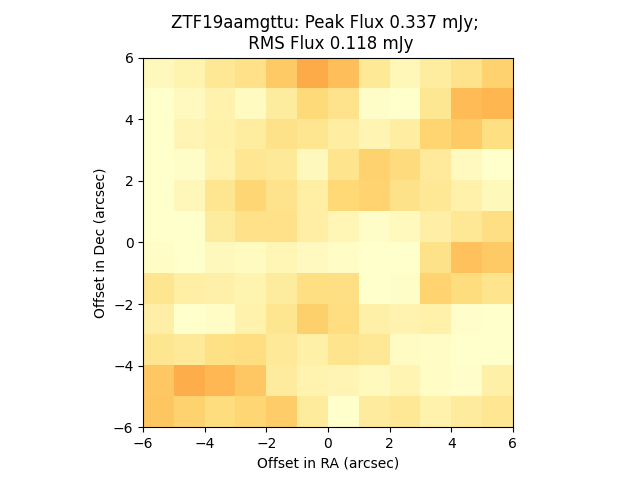 ZTF19aamgttu: Peak Flux 0.337 mJy;
RMS Flux 0.118 mJy
6
4
2
0
−2
−4
−6
Offset in Dec (arcsec)
−6 −4 −2 0 2 4 6
Offset in RA (arcsec)